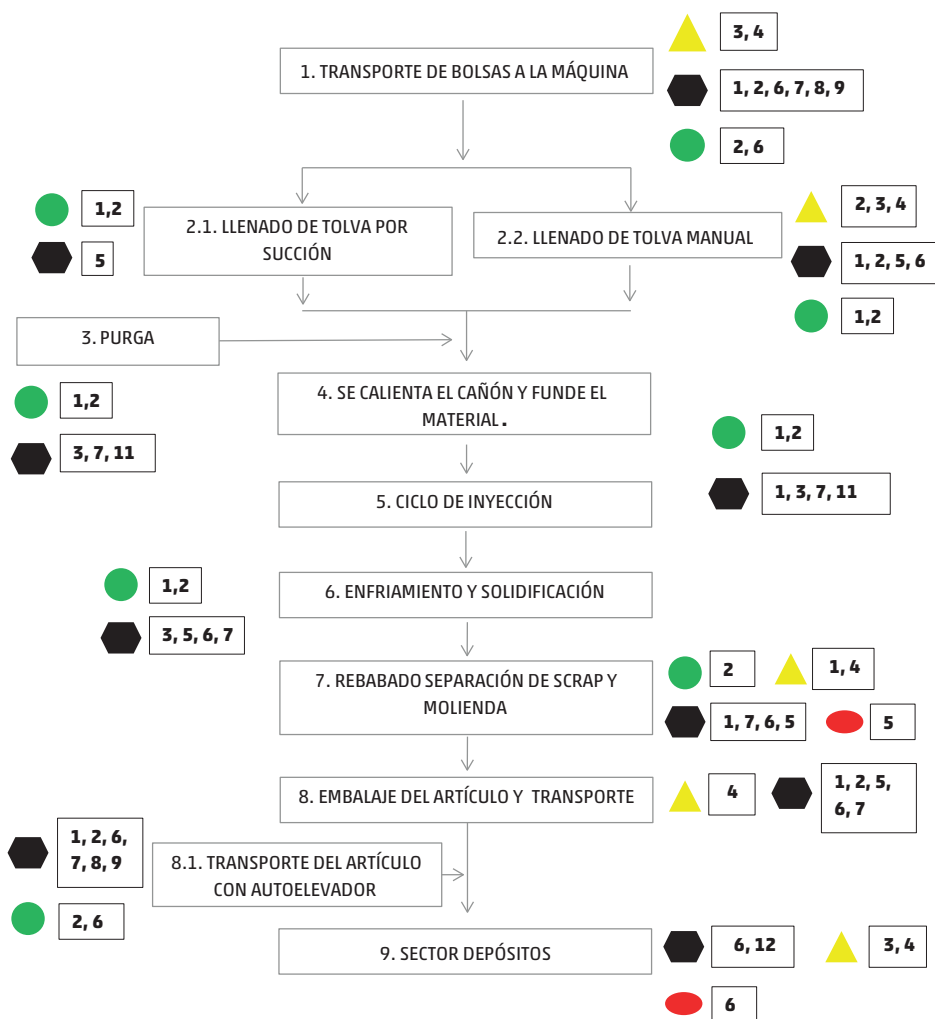 3, 4
1. TRANSPORTE DE BOLSAS A LA MÁQUINA
1, 2, 6, 7, 8, 9
2, 6
1,2
2.1. LLENADO DE TOLVA POR
SUCCIÓN
5
2.2. LLENADO DE TOLVA MANUAL
2, 3, 4
1, 2, 5, 6
1,2
3. PURGA
1,2
3, 7, 11
4. SE CALIENTA EL CAÑÓN Y FUNDE EL
MATERIAL.
1,2
1, 3, 7, 11
5. CICLO DE INYECCIÓN
6. ENFRIAMIENTO Y SOLIDIFICACIÓN
1,2
3, 5, 6, 7
7. REBABADO SEPARACIÓN DE SCRAP Y
MOLIENDA
2
1, 4
1, 7, 6, 5
5
8. EMBALAJE DEL ARTÍCULO Y TRANSPORTE
4
1, 2, 5,
6, 7
1, 2, 6,
7, 8, 9
8.1. TRANSPORTE DEL ARTÍCULO
CON AUTOELEVADOR
2, 6
9. SECTOR DEPÓSITOS
6, 12
3, 4
6